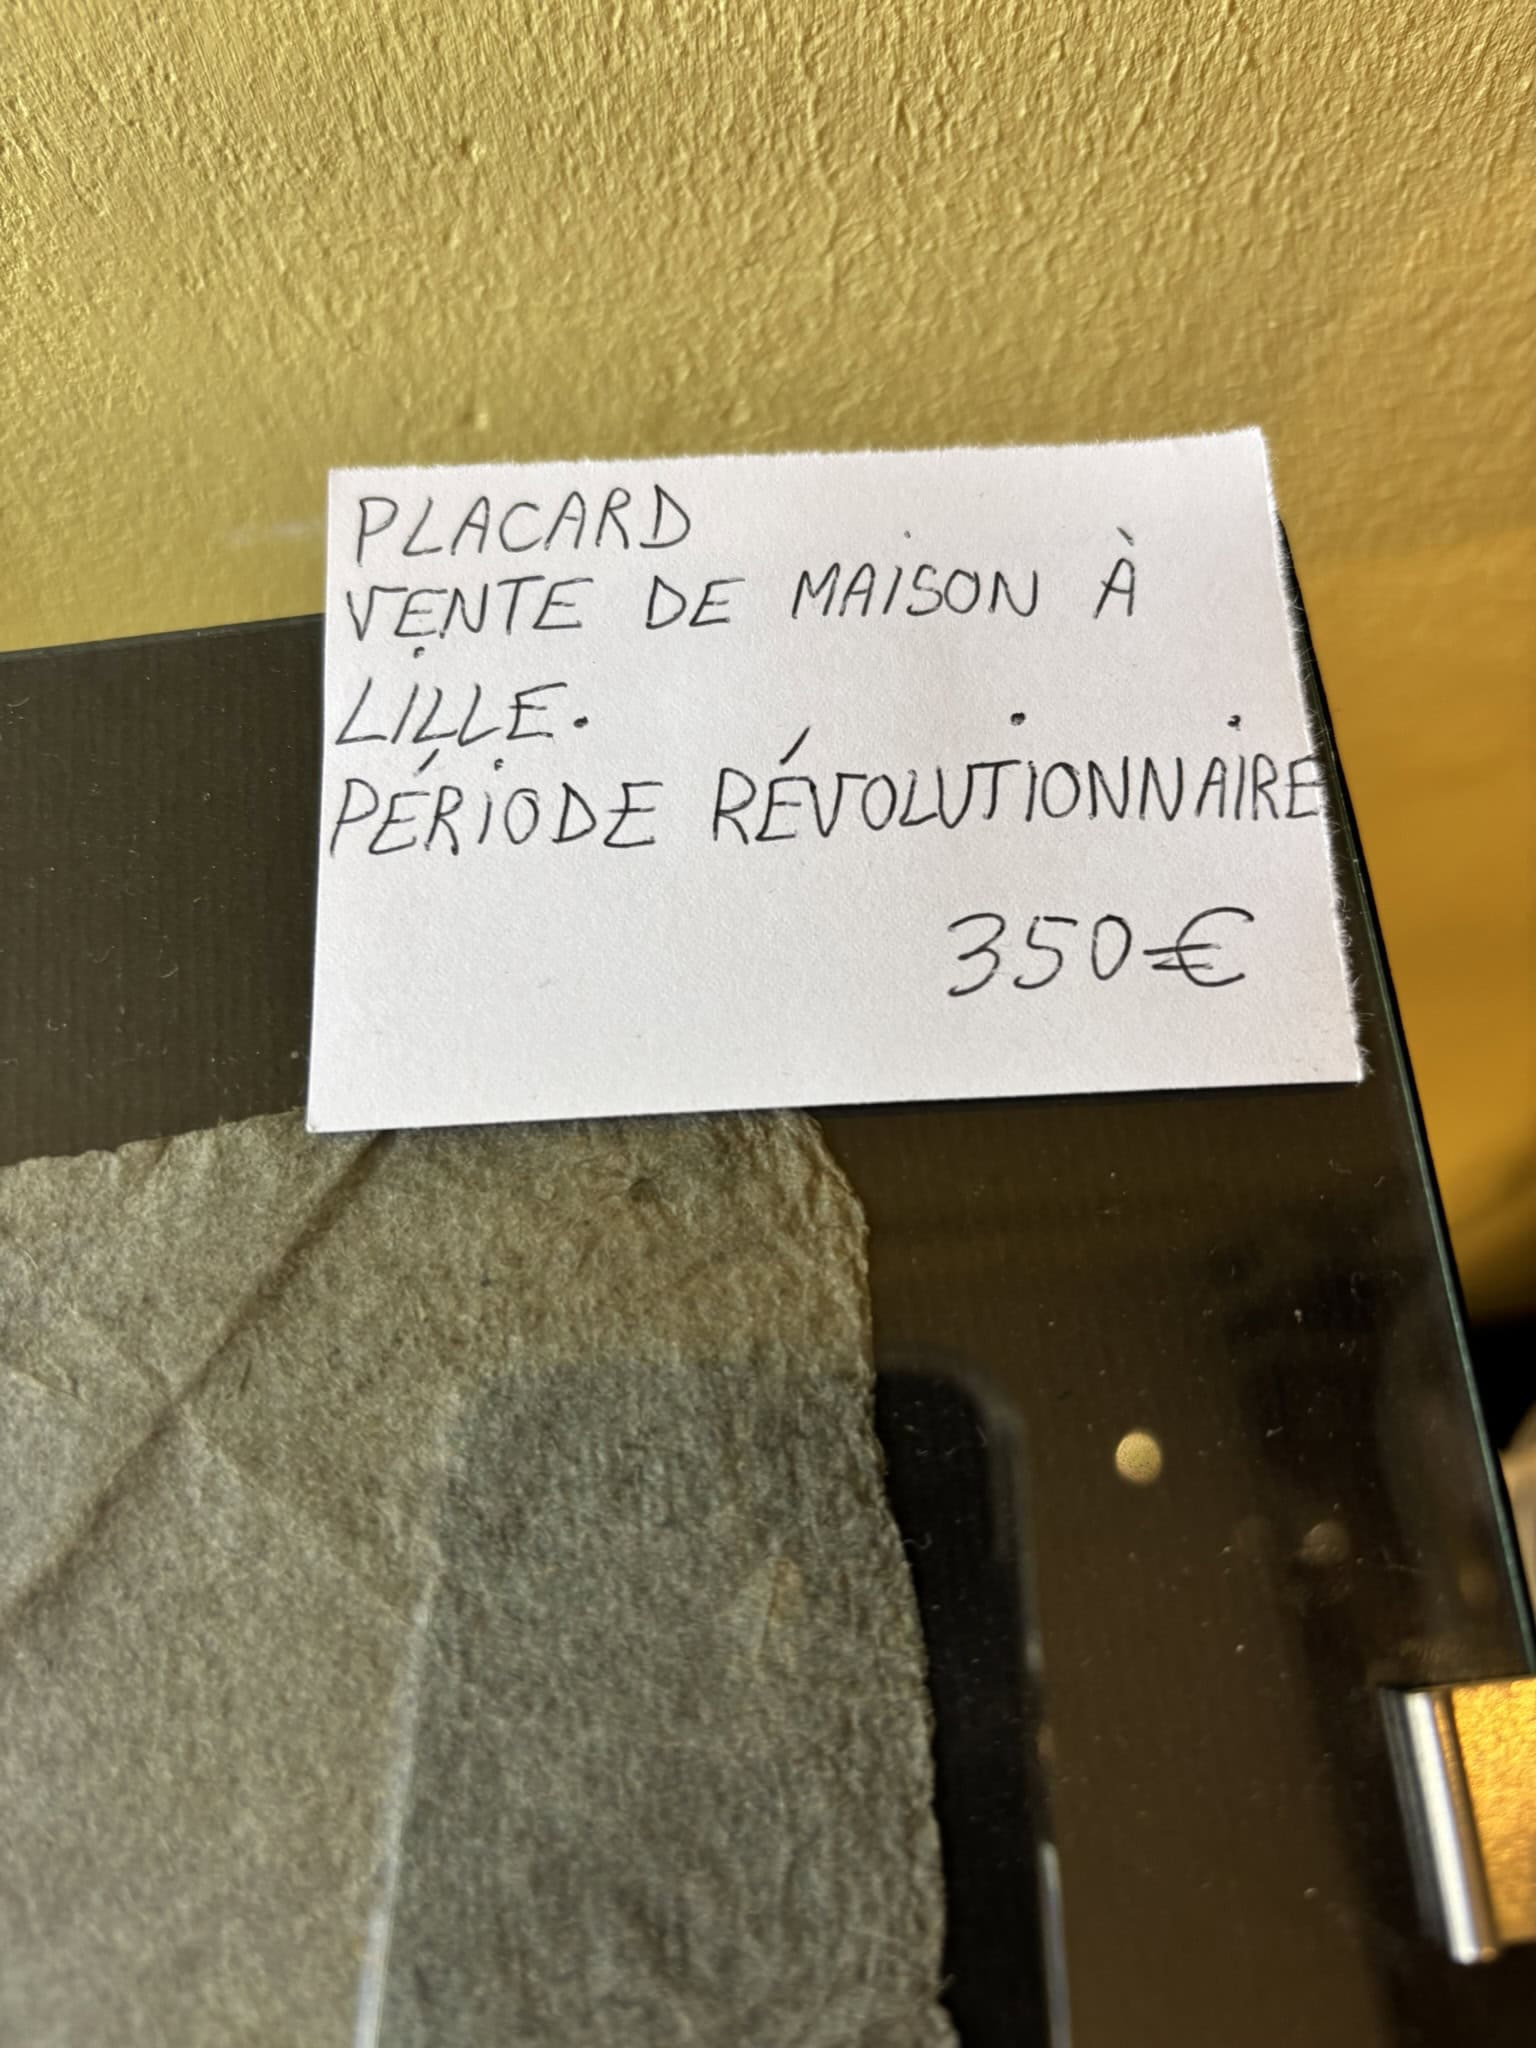 PLACARD
VENTE DE MAISON À
LILLE.
PÉRIODE RÉVOLUTIONNAIRE
350€